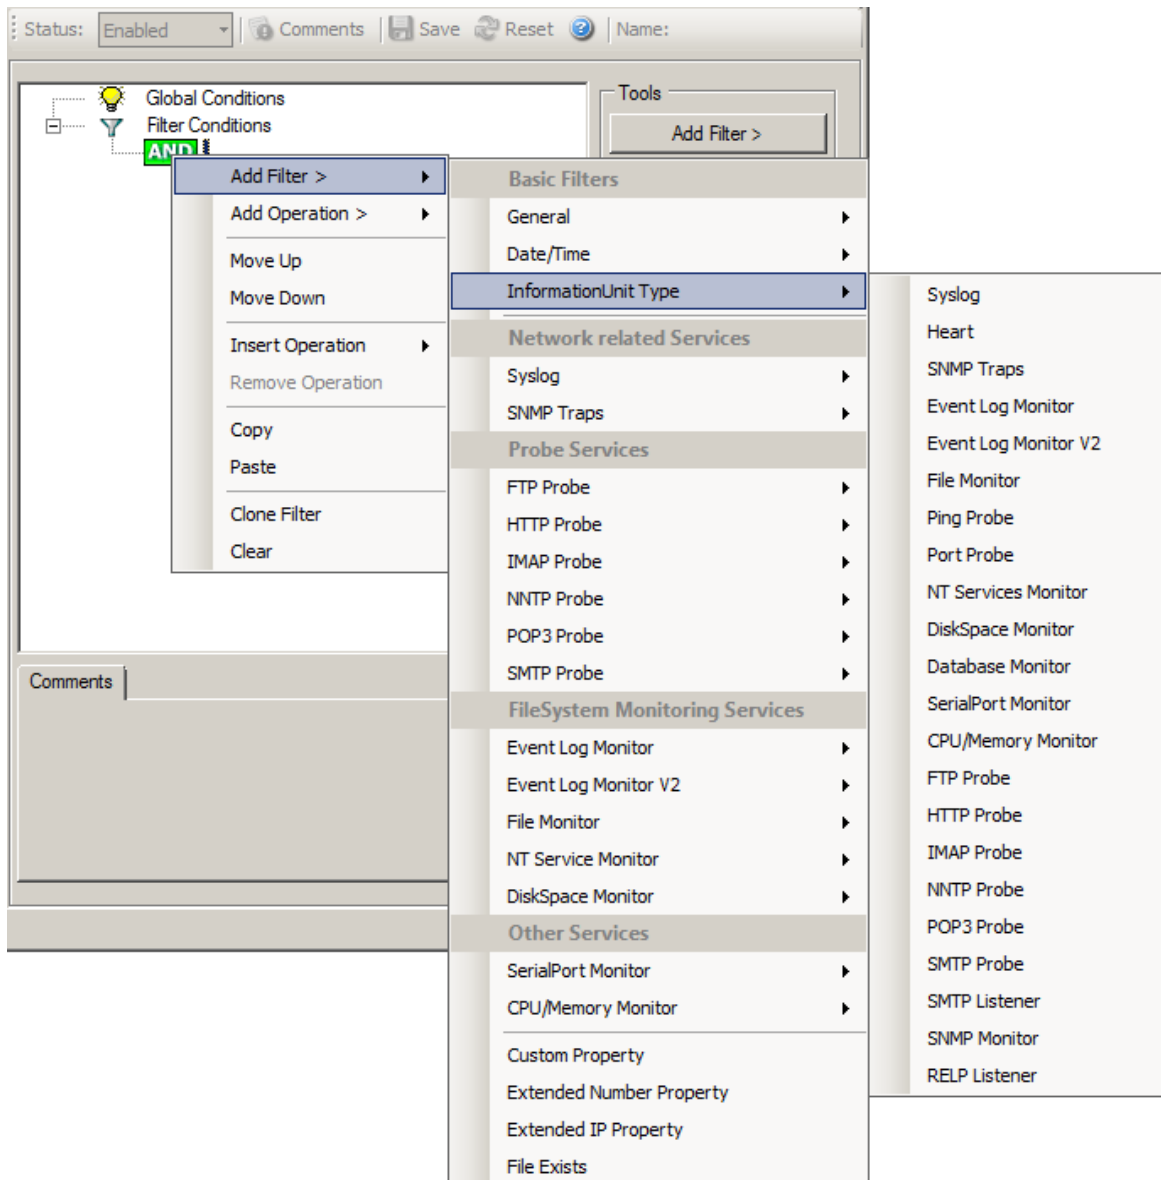 Status: Enabled Comments Save Reset Name:
Global Conditions
Filter Conditions
AND
Tools
Add Filter >
Add Filter >
Add Operation >
Move Up
Move Down
Insert Operation
Remove Operation
Copy
Paste
Clone Filter
Clear
Comments
Basic Filters
General
Date/Time
InformationUnit Type
Network related Services
Syslog
SNMP Traps
Probe Services
FTP Probe
HTTP Probe
IMAP Probe
NNTP Probe
POP3 Probe
SMTP Probe
FileSystem Monitoring Services
Event Log Monitor
Event Log Monitor V2
File Monitor
NT Service Monitor
DiskSpace Monitor
Other Services
SerialPort Monitor
CPU/Memory Monitor
Custom Property
Extended Number Property
Extended IP Property
File Exists
Syslog
Heart
SNMP Traps
Event Log Monitor
Event Log Monitor V2
File Monitor
Ping Probe
Port Probe
NT Services Monitor
DiskSpace Monitor
Database Monitor
SerialPort Monitor
CPU/Memory Monitor
FTP Probe
HTTP Probe
IMAP Probe
NNTP Probe
POP3 Probe
SMTP Probe
SMTP Listener
SNMP Monitor
RELP Listener